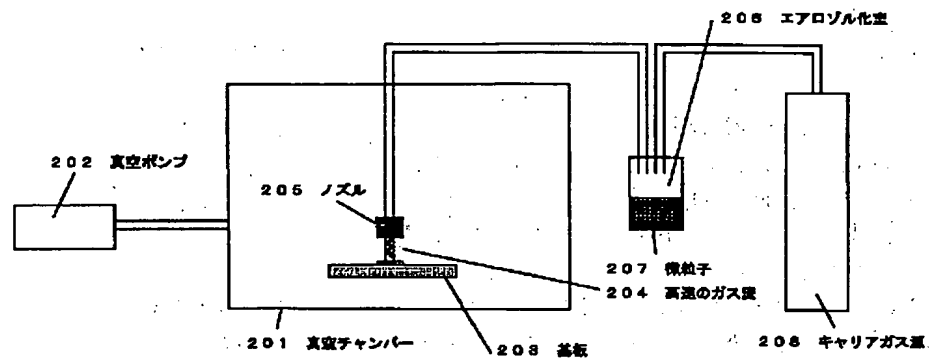 206 エアロゾル化室
202 真空ポンプ
205 ノズル
207 微粒子
204 高速のガス流
201 真空チャンバー
203 基板
208 キャリアガス源